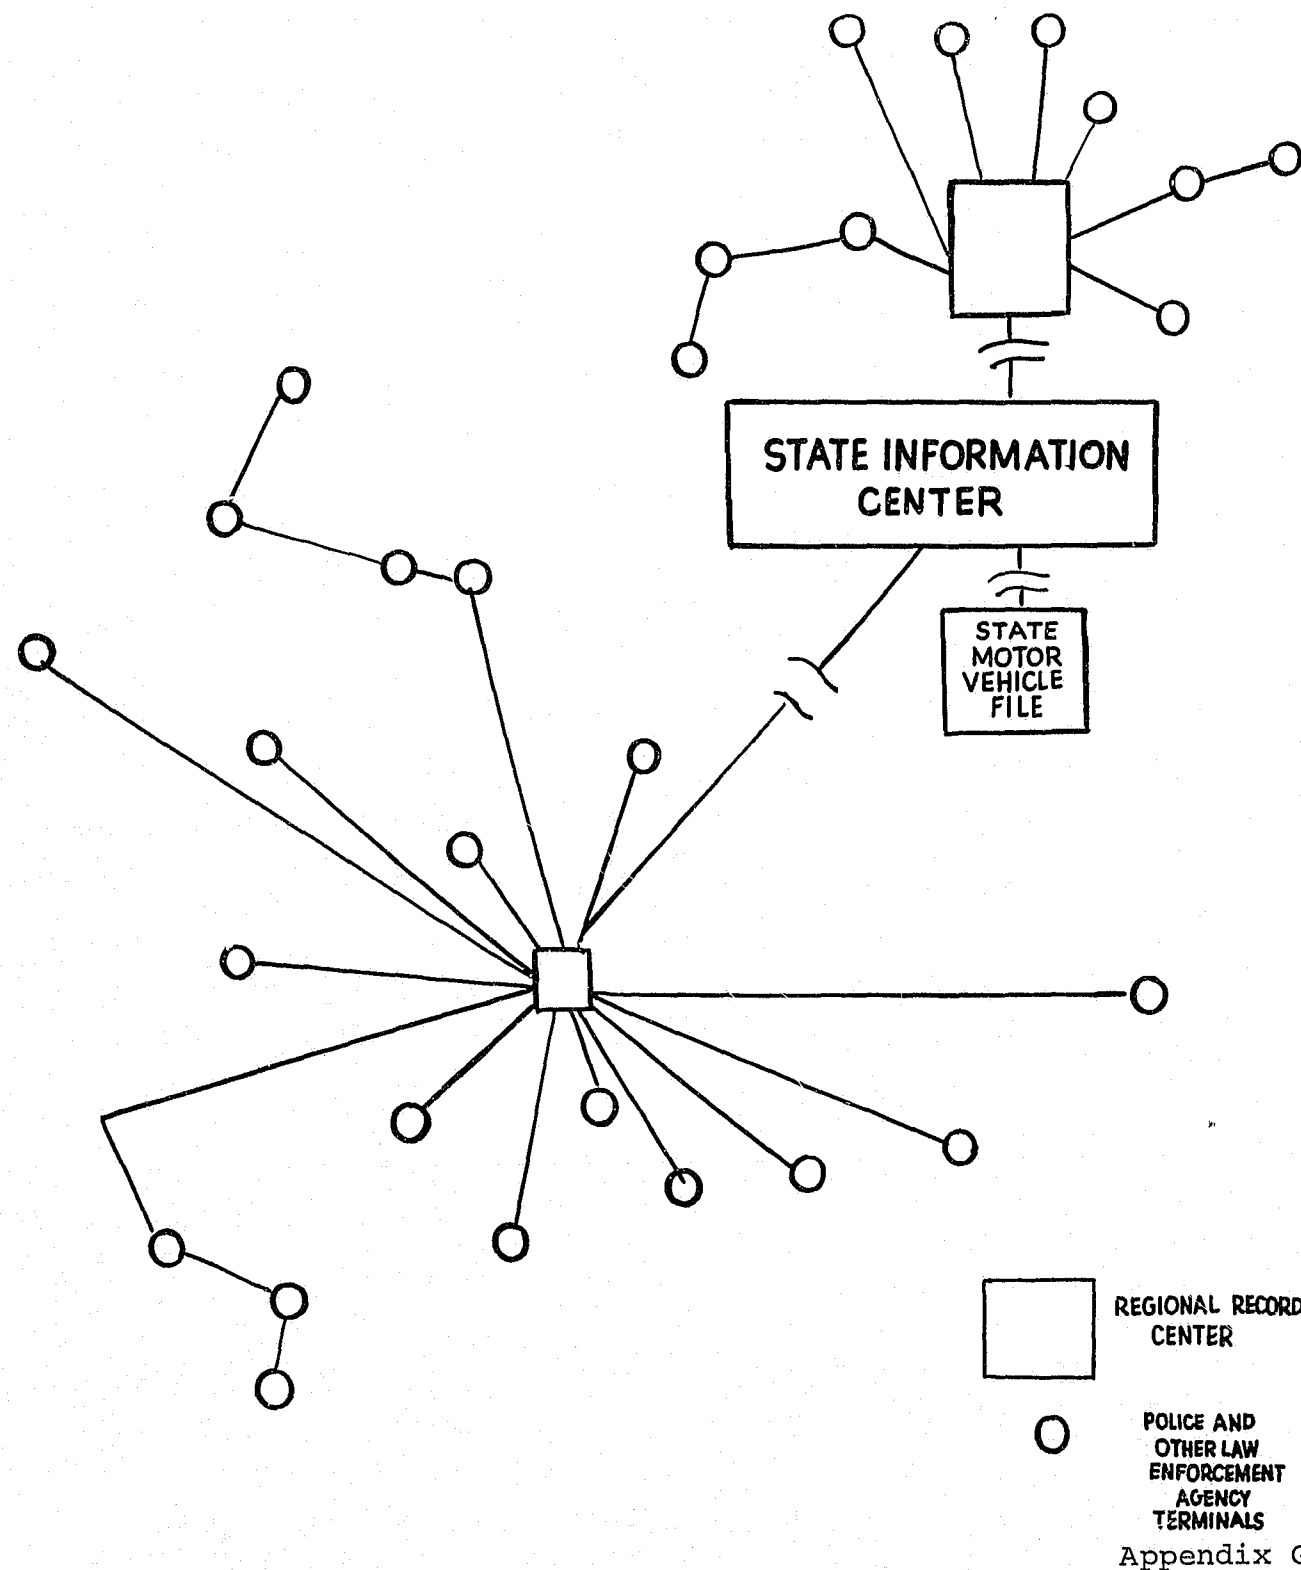 STATE INFORMATION
CENTER
STATE
MOTOR
VEHICLE
FILE
REGIONAL RECORD
CENTER
POLICE AND
OTHER LAW
ENFORCEMENT
AGENCY
TERMINALS
Appendix G